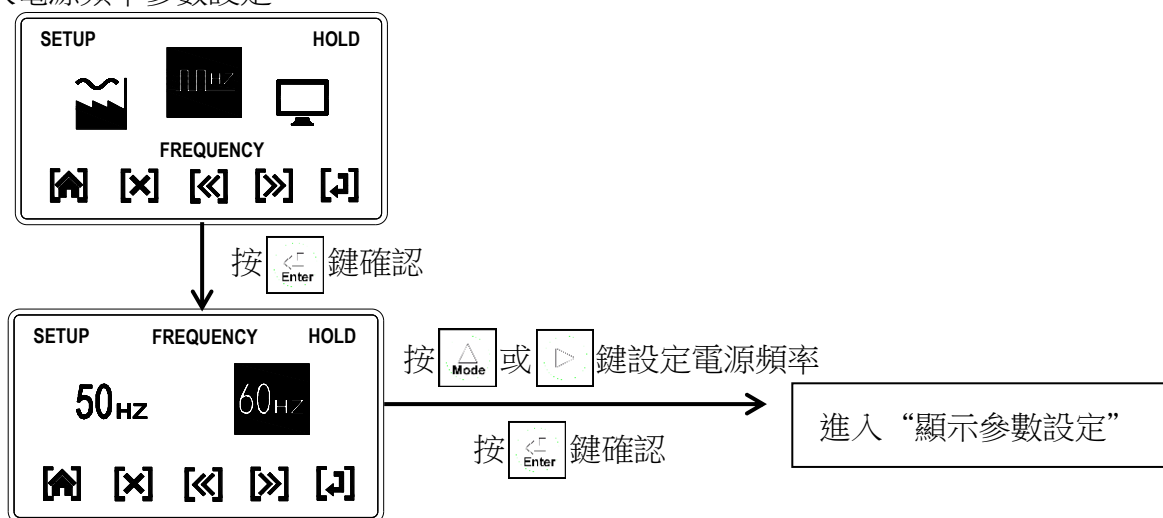 電源頻率參數設定
SETUP HOLD
HZ
FREQUENCY
按 Enter 鍵確認
SETUP FREQUENCY HOLD
50HZ 60HZ
按 Mode 或 鍵設定電源頻率
按 Enter 鍵確認
進入“顯示參數設定”